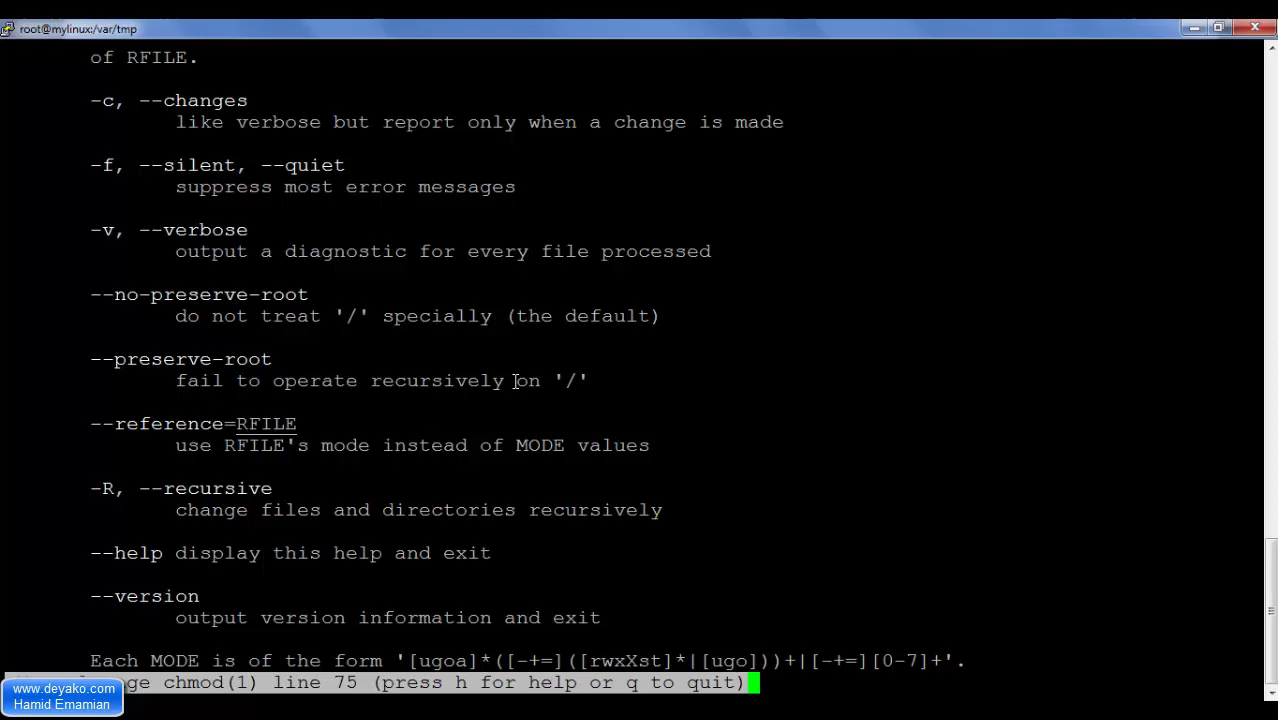 root@mylinux:/var/tmp
of RFILE.
-c, --changes
like verbose but report only when a change is made
-f, --silent, --quiet
suppress most error messages
-v, --verbose
output a diagnostic for every file processed
--no-preserve-root
do not treat '/' specially (the default)
--preserve-root
fail to operate recursively on '/'
--reference=RFILE
use RFILE's mode instead of MODE values
-R, --recursive
change files and directories recursively
--help display this help and exit
--version
output version information and exit
Each MODE is of the form '[ugoa]*([-+=]([rwxXst]*|[ugo]))+|[-+=][0-7]+'.
chmod(1) line 75 (press h for help or q to quit)
www.deyako.com
Hamid Emamian